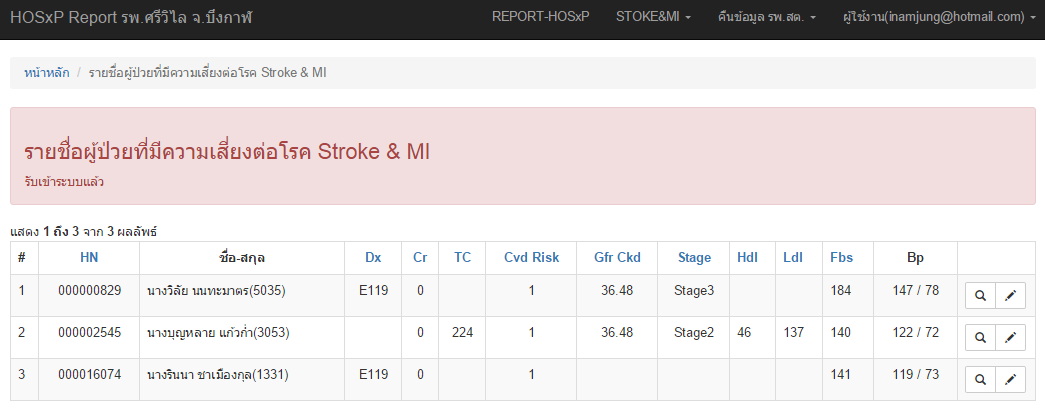 HOSxP Report รพ.ศรีวิไล จ.บึงกาฬ REPORT-HOSxP STOKE&MI คืนข้อมูล รพ.สต. ผู้ใช้งาน(inamjung@hotmail.com)
หน้าหลัก / รายชื่อผู้ป่วยที่มีความเสี่ยงต่อโรค Stroke & MI
รายชื่อผู้ป่วยที่มีความเสี่ยงต่อโรค Stroke & MI
รับเข้าระบบแล้ว
แสดง 1 ถึง 3 จาก 3 ผลลัพธ์
# HN ชื่อ-สกุล Dx Cr TC Cvd Risk Gfr Ckd Stage Hdl Ldl Fbs Bp
1 000000829 นางวิลัย นนทะมาตร(5035) E119 0 1 36.48 Stage3 184 147 / 78
2 000002545 นางบุญหลาย แก้วก่ำ(3053) 0 224 1 36.48 Stage2 46 137 140 122 / 72
3 000016074 นางรินนา ชาเมืองกุล(1331) E119 0 1 141 119 / 73